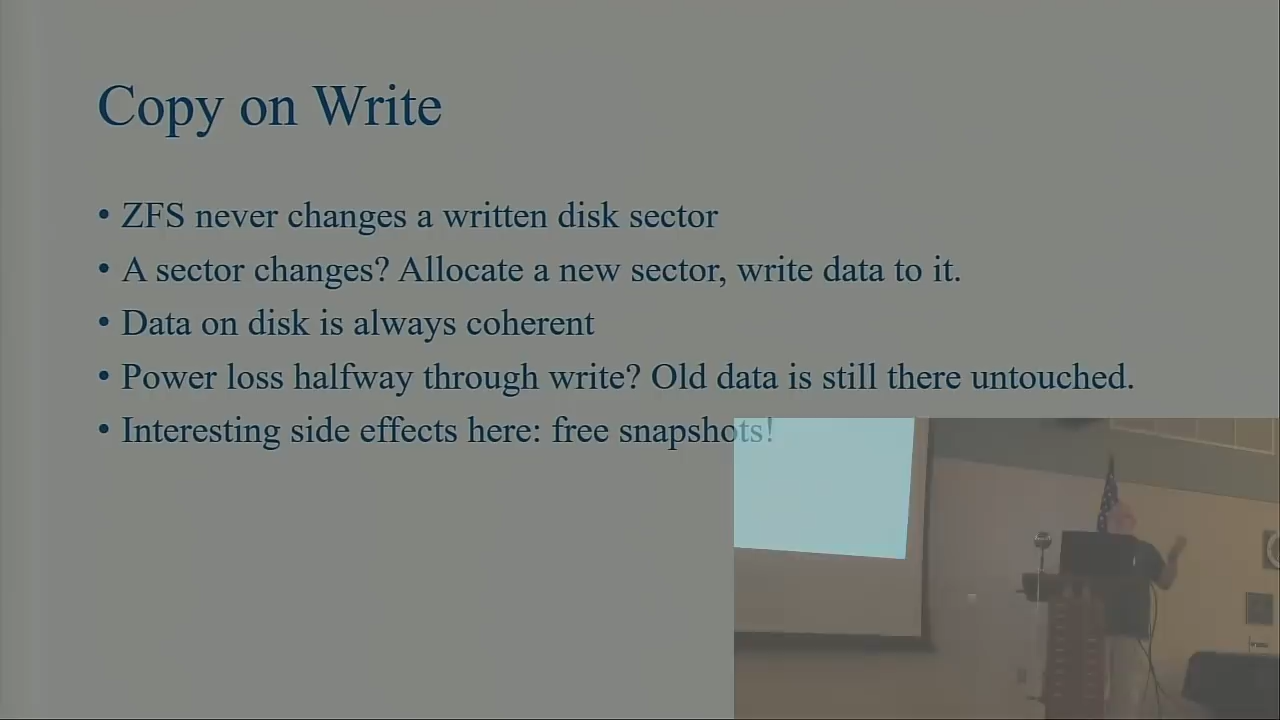 Copy on Write
• ZFS never changes a written disk sector
• A sector changes? Allocate a new sector, write data to it.
• Data on disk is always coherent
• Power loss halfway through write? Old data is still there untouched.
• Interesting side effects here: free snapshots!